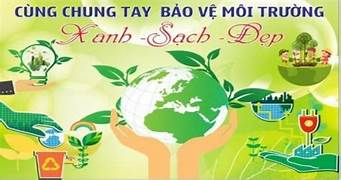 CÙNG CHUNG TAY BẢO VỆ MÔI TRƯỜNG
Xanh -Sạch -Đẹp